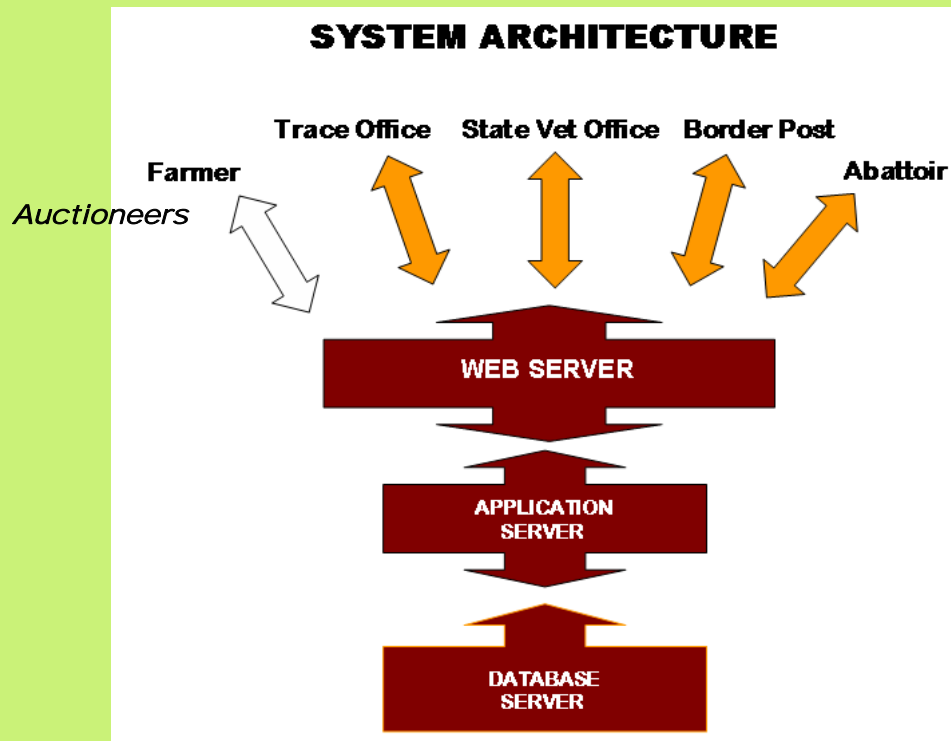 SYSTEM ARCHITECTURE
Trace Office State Vet Office Border Post
Farmer Abattoir
Auctioneers
WEB SERVER
APPLICATION
SERVER
DATABASE
SERVER